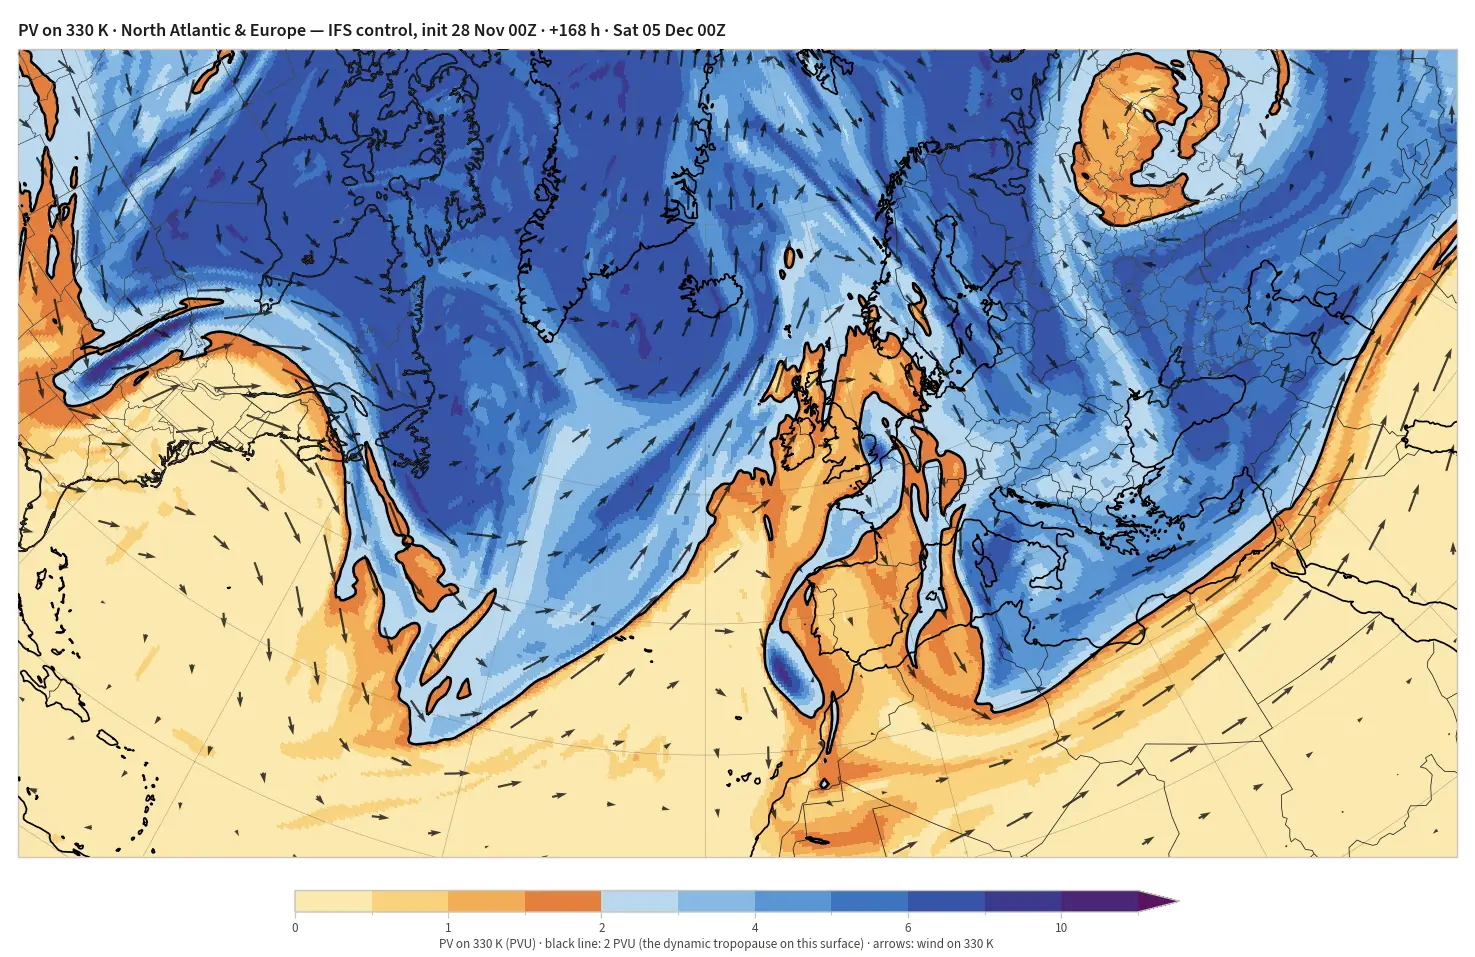 PV on 330 K · North Atlantic & Europe — IFS control, init 28 Nov 00Z · +168 h · Sat 05 Dec 00Z
0 1 2 4 6 10
PV on 330 K (PVU) · black line: 2 PVU (the dynamic tropopause on this surface) · arrows: wind on 330 K